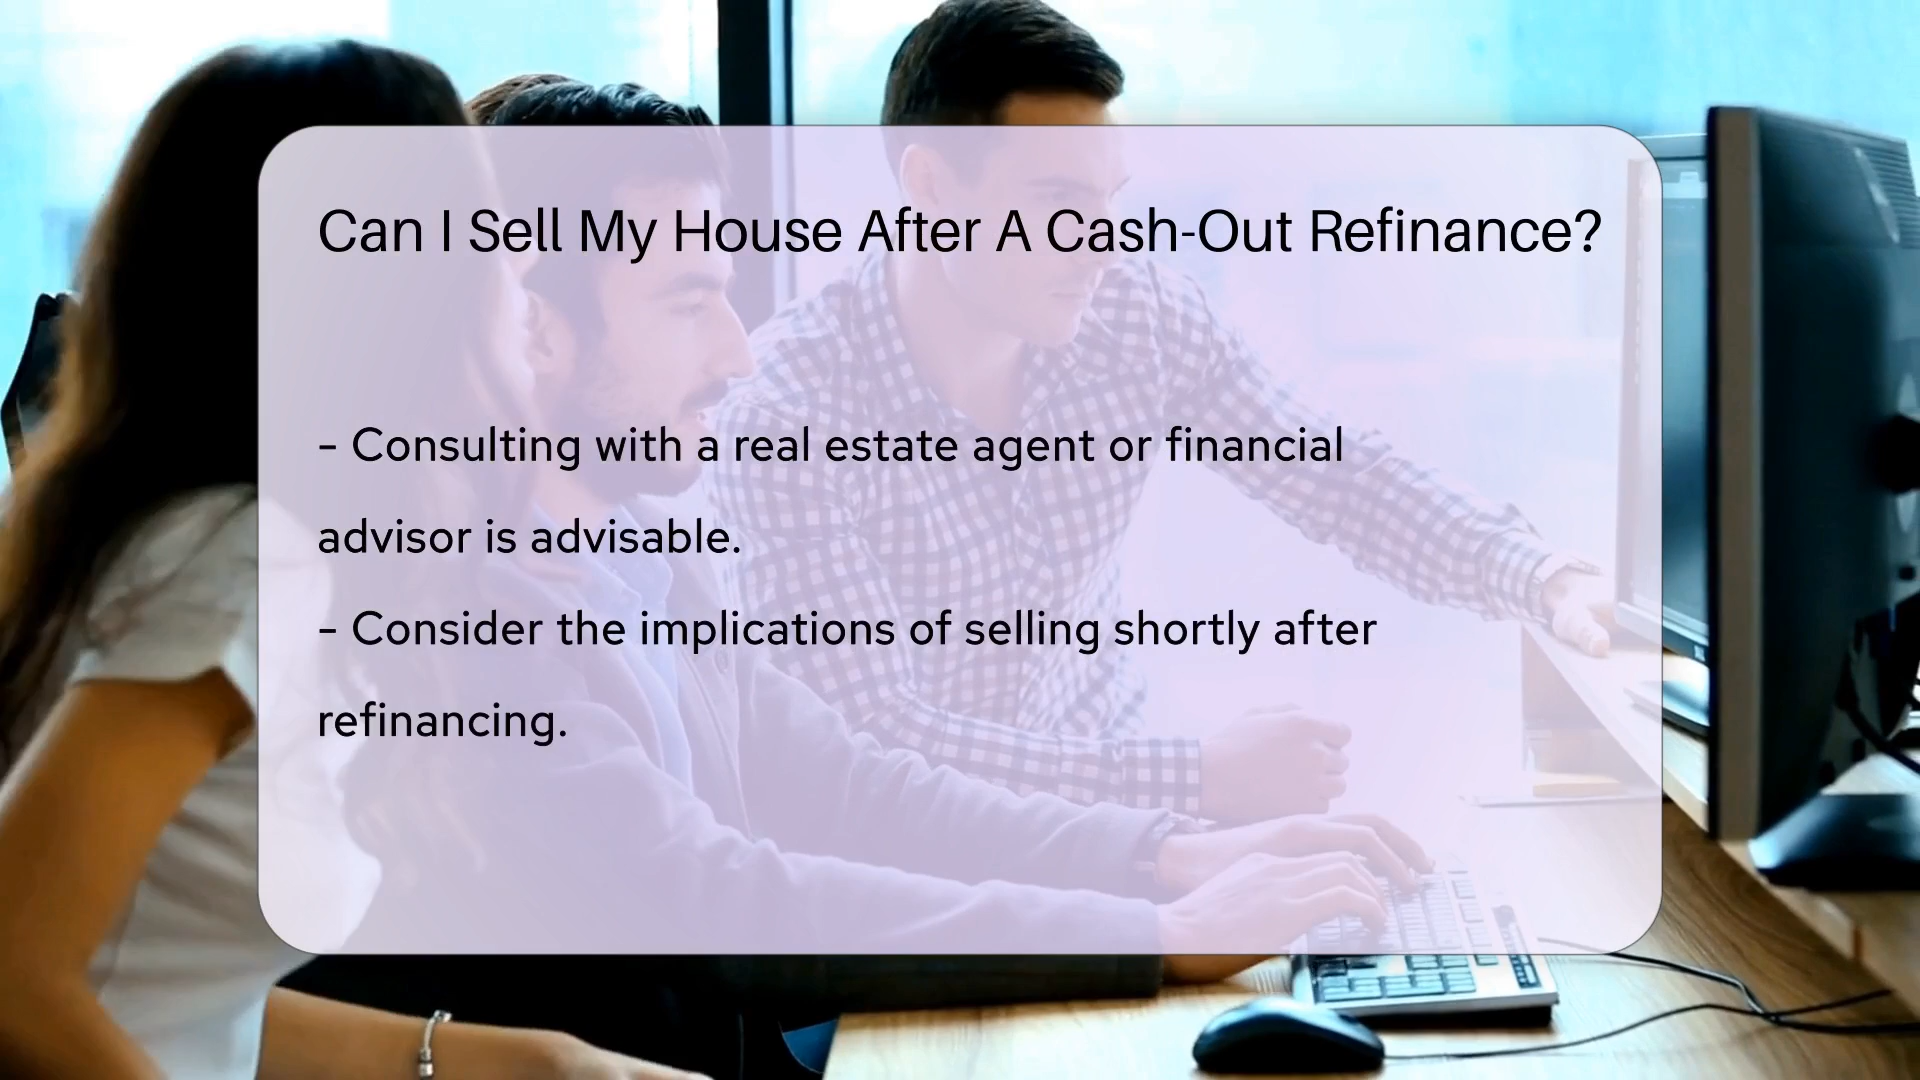 Can I Sell My House After A Cash-Out Refinance?
- Consulting with a real estate agent or financial
advisor is advisable.
- Consider the implications of selling shortly after
refinancing.